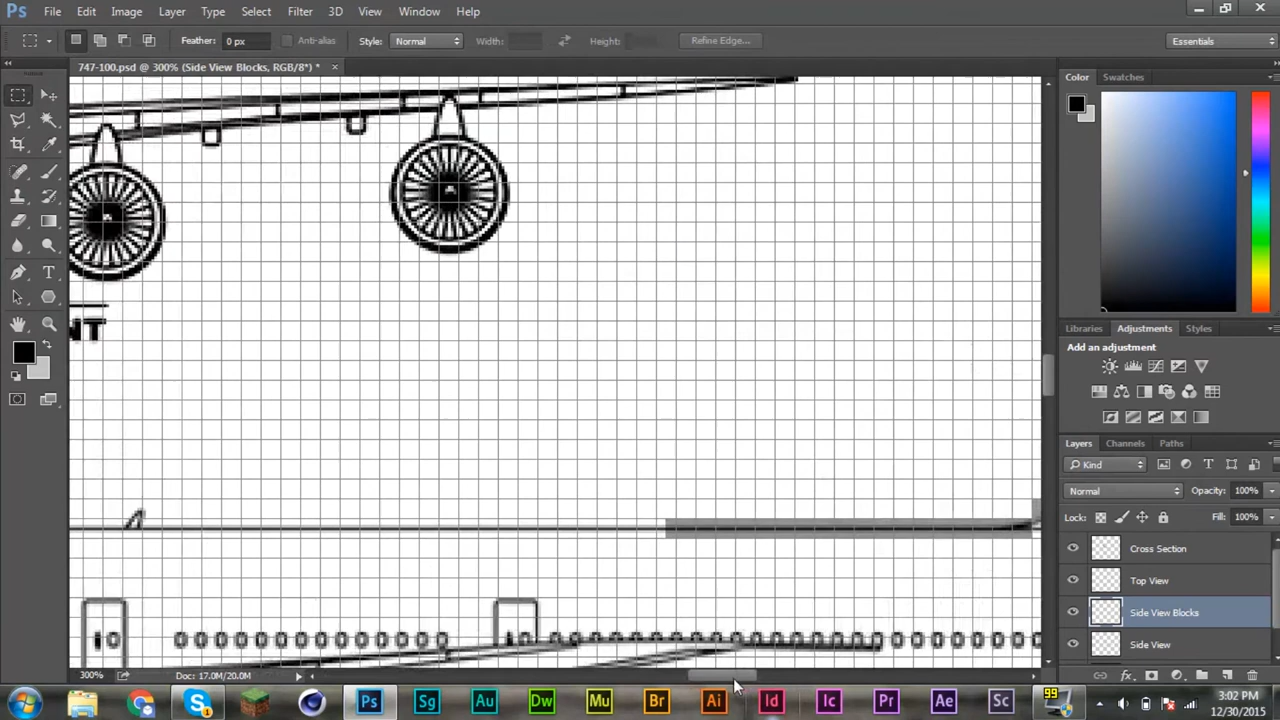 Ps File Edit Image Layer Type Select Filter 3D View Window Help
Feather: 0 px Anti-alias Style: Normal Width: Height: Refine Edge... Essentials
747-100.psd @ 300% (Side View Blocks, RGB/8*) *
Color Swatches
NT
Libraries Adjustments Styles
Add an adjustment
Layers Channels Paths
Kind
Normal Opacity: 100%
Lock: Fill: 100%
Cross Section
Top View
Side View Blocks
Side View
300% Doc: 17.0M/20.0M
Ps Sg Au Dw Mu Br Ai Id Ic Pr Ae Sc 99
3:02 PM
12/30/2015